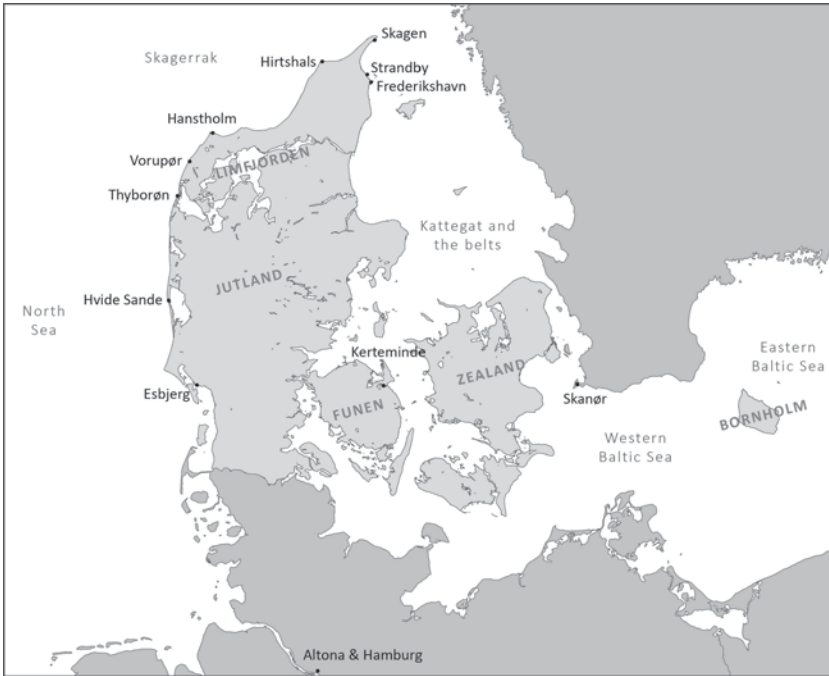 Skagen
Skagerrak
Hirtshals
Strandby
Frederikshavn
Hanstholm
Vorupør
LIMFJORDEN
Thyborøn
Kattegat and
the belts
JUTLAND
Hvide Sande
North
Sea
Kerteminde
Eastern
Baltic Sea
ZEALAND
Esbjerg
Skanør
FUNEN
BORNHOLM
Western
Baltic Sea
Altona & Hamburg